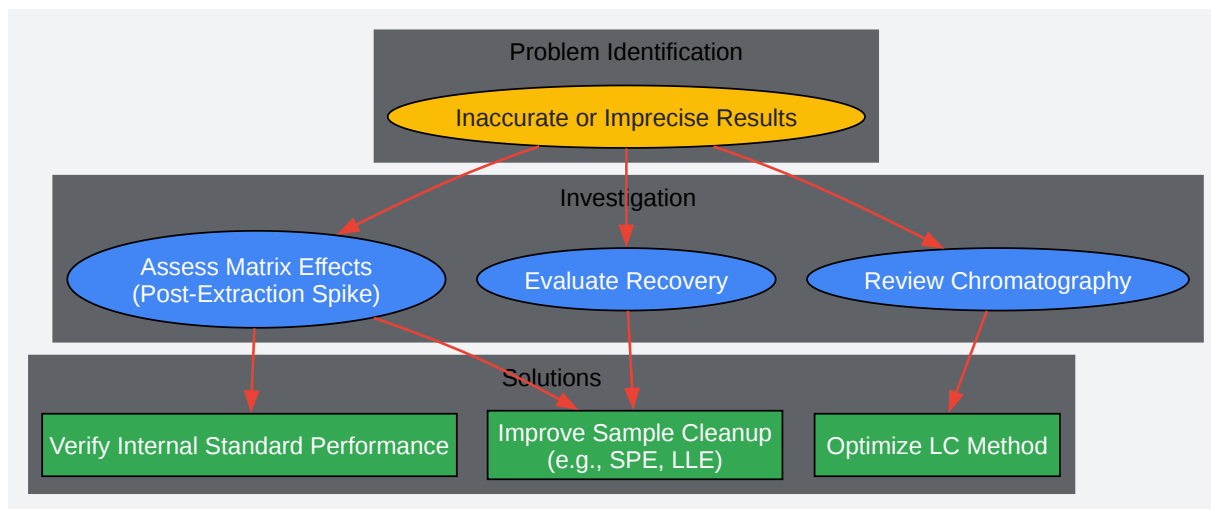 Problem Identification
Inaccurate or Imprecise Results
Investigation
Assess Matrix Effects
(Post-Extraction Spike)
Evaluate Recovery
Review Chromatography
Solutions
Verify Internal Standard Performance
Improve Sample Cleanup
(e.g., SPE, LLE)
Optimize LC Method